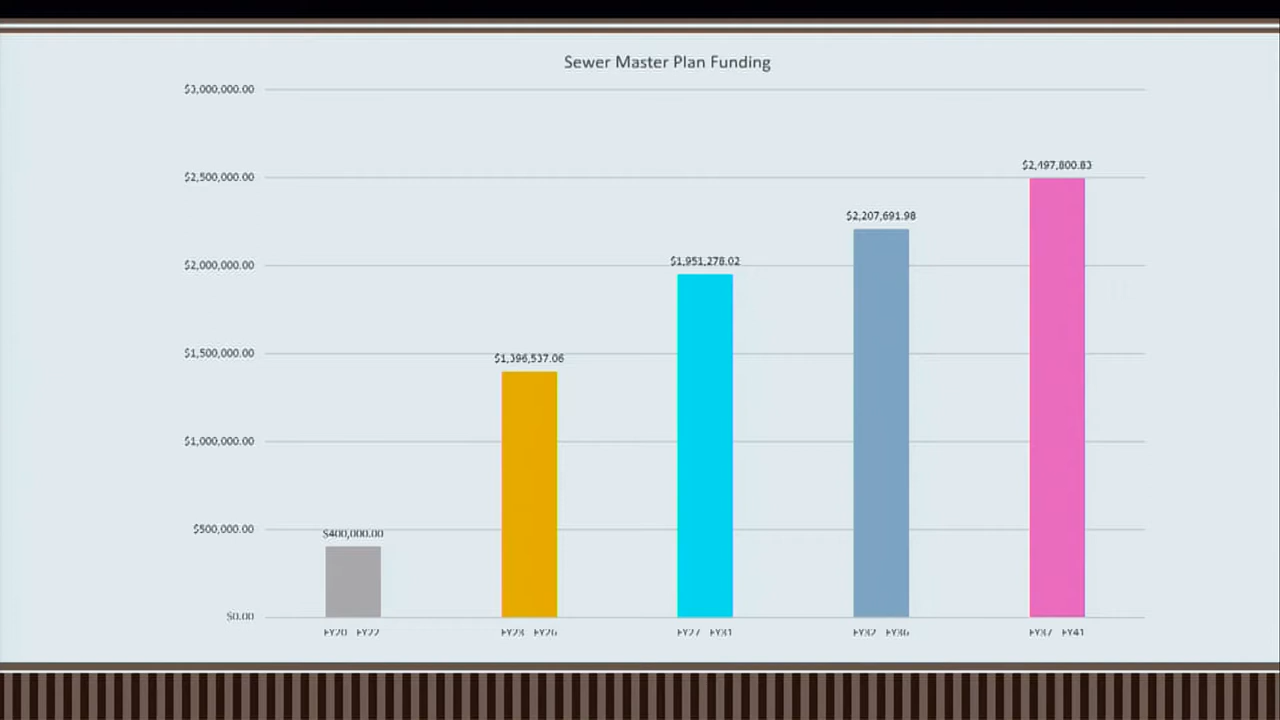 Sewer Master Plan Funding
$3,000,000.00
$2,500,000.00
$2,000,000.00
$1,500,000.00
$1,000,000.00
$500,000.00
$0.00
$400,000.00
$1,396,537.06
$1,951,278.02
$2,207,691.98
$2,497,800.83
FY20 FY22
FY23 FY26
FY27 FY31
FY32 FY36
FY37 FY41